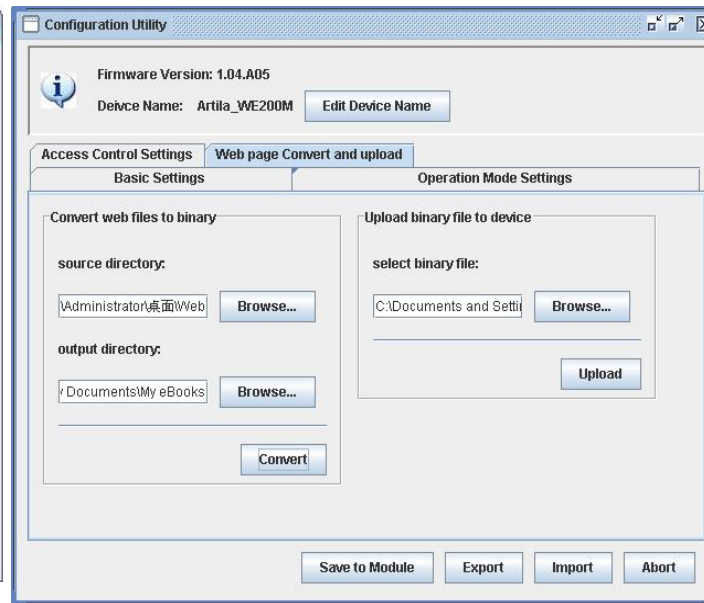 Configuration Utility
Firmware Version: 1.04.A05
Deivce Name: Artila_WE200M Edit Device Name
Access Control Settings Web page Convert and upload
Basic Settings Operation Mode Settings
Convert web files to binary Upload binary file to device
source directory: select binary file:
\Administrator\桌面\Web Browse... C:\Documents and Setti Browse...
output directory:
Documents\My eBooks Browse... Upload
Convert
Save to Module Export Import Abort